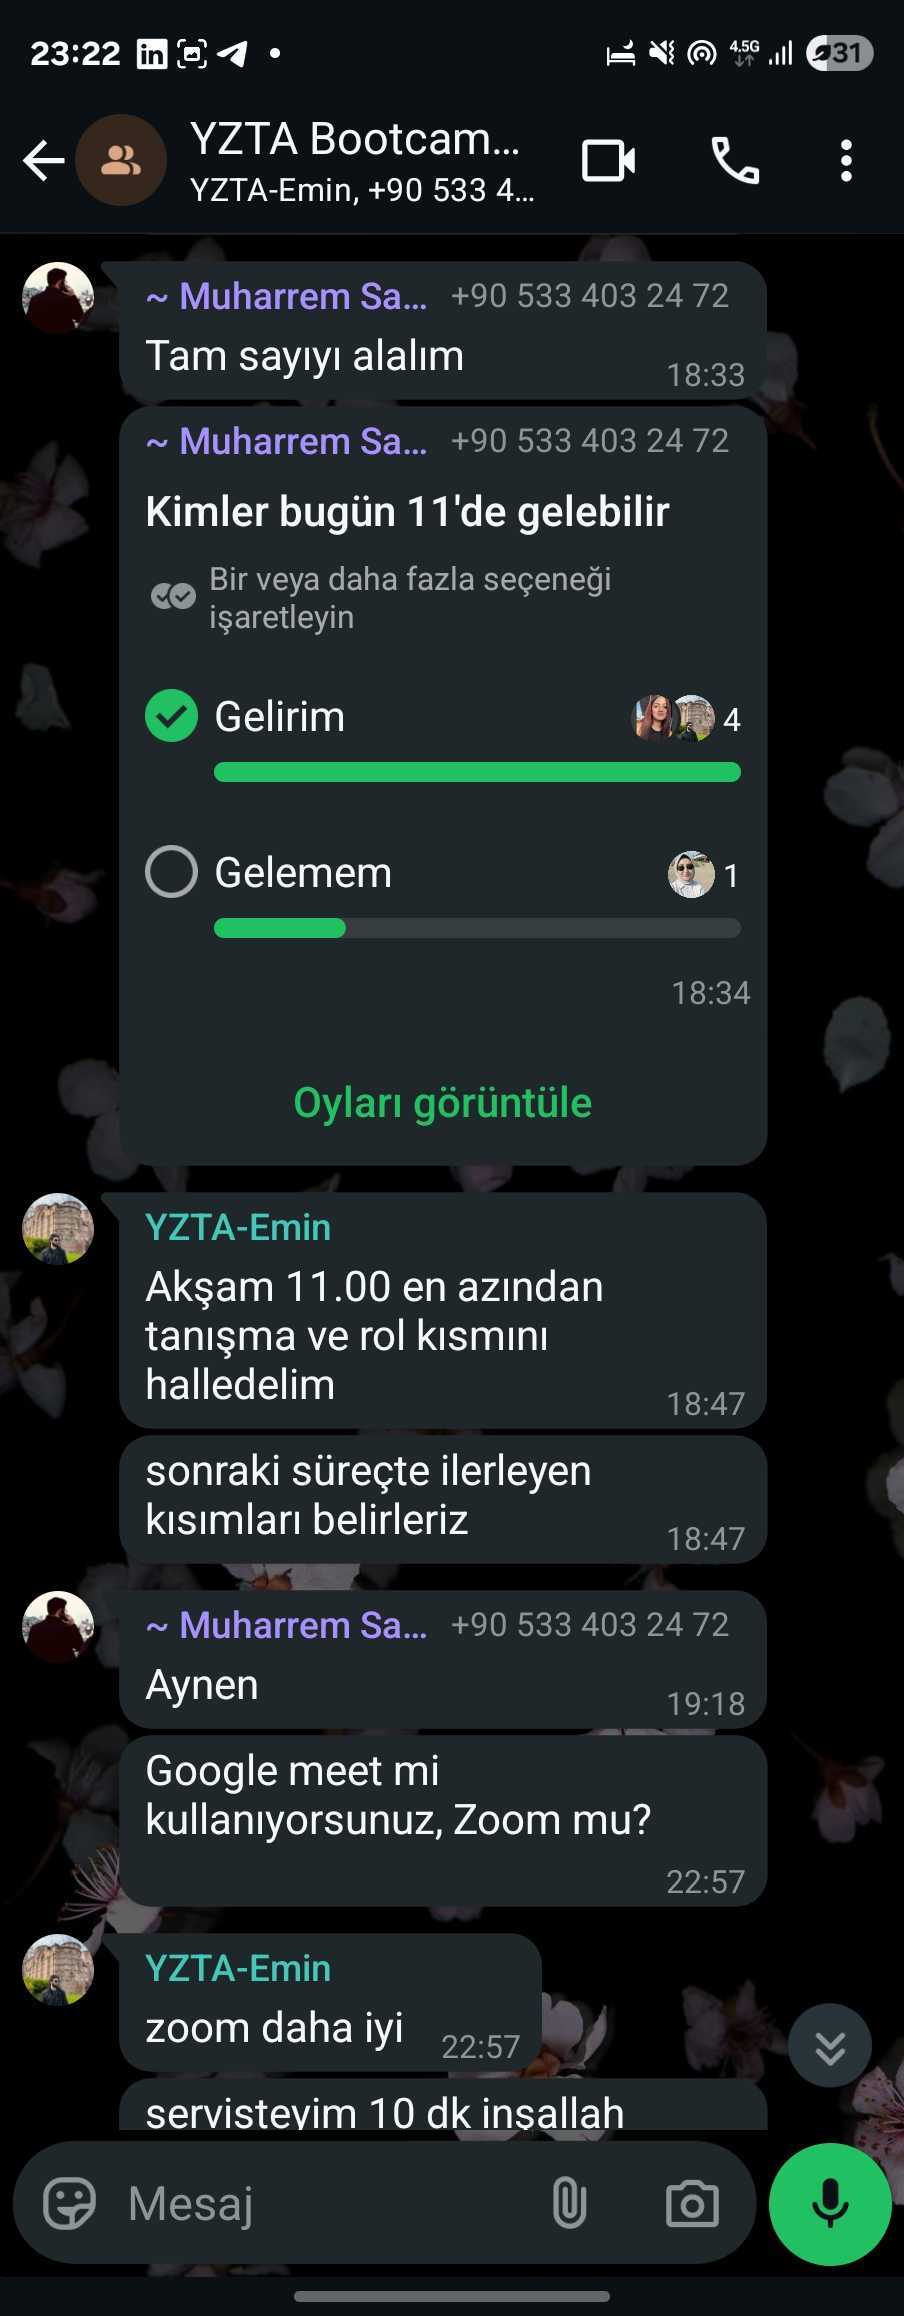 23:22
4.5G
31
YZTA Bootcam...
YZTA-Emin, +90 533 4...
~ Muharrem Sa... +90 533 403 24 72
Tam sayıyı alalım
18:33
~ Muharrem Sa... +90 533 403 24 72
Kimler bugün 11'de gelebilir
Bir veya daha fazla seçeneği
işaretleyin
Gelirim 4
Gelemem 1
18:34
Oyları görüntüle
YZTA-Emin
Akşam 11.00 en azından
tanışma ve rol kısmını
halledelim
18:47
sonraki süreçte ilerleyen
kısımları belirleriz
18:47
~ Muharrem Sa... +90 533 403 24 72
Aynen
19:18
Google meet mi
kullanıyorsunuz, Zoom mu?
22:57
YZTA-Emin
zoom daha iyi
22:57
servisteyim 10 dk inşallah
Mesaj